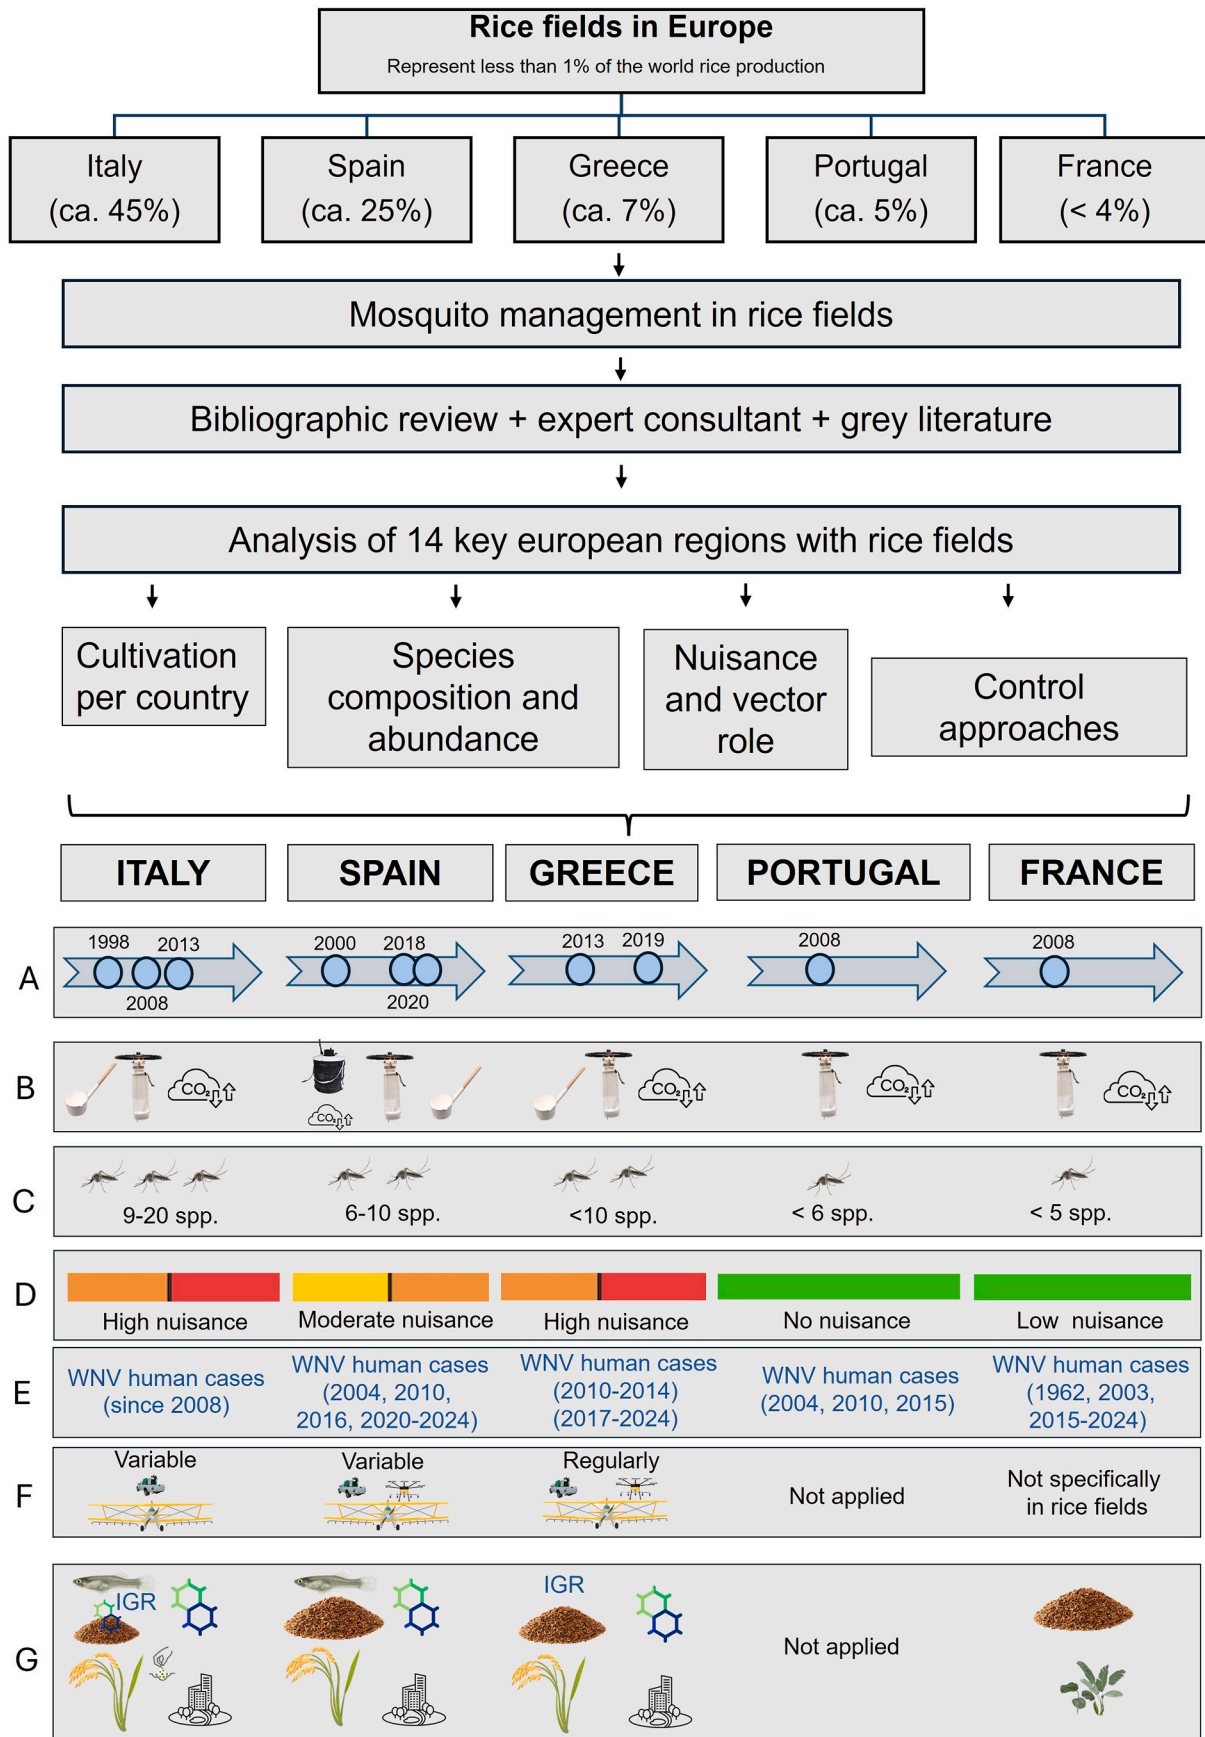 Rice fields in Europe
Represent less than 1% of the world rice production
Italy
(ca. 45%)
Spain
(ca. 25%)
Greece
(ca. 7%)
Portugal
(ca. 5%)
France
(< 4%)
Mosquito management in rice fields
Bibliographic review + expert consultant + grey literature
Analysis of 14 key european regions with rice fields
Cultivation
per country
Species
composition and
abundance
Nuisance
and vector
role
Control
approaches
ITALY
SPAIN
GREECE
PORTUGAL
FRANCE
A
1998
2013
2008
2000
2018
2020
2013
2019
2008
2008
B
CO₂
CO₂
CO₂
CO₂
CO₂
C
9-20 spp.
6-10 spp.
<10 spp.
< 6 spp.
< 5 spp.
D
High nuisance
Moderate nuisance
High nuisance
No nuisance
Low nuisance
E
WNV human cases
(since 2008)
WNV human cases
(2004, 2010,
2016, 2020-2024)
WNV human cases
(2010-2014)
(2017-2024)
WNV human cases
(2004, 2010, 2015)
WNV human cases
(1962, 2003,
2015-2024)
F
Variable
Variable
Regularly
Not applied
Not specifically
in rice fields
G
IGR
IGR
Not applied